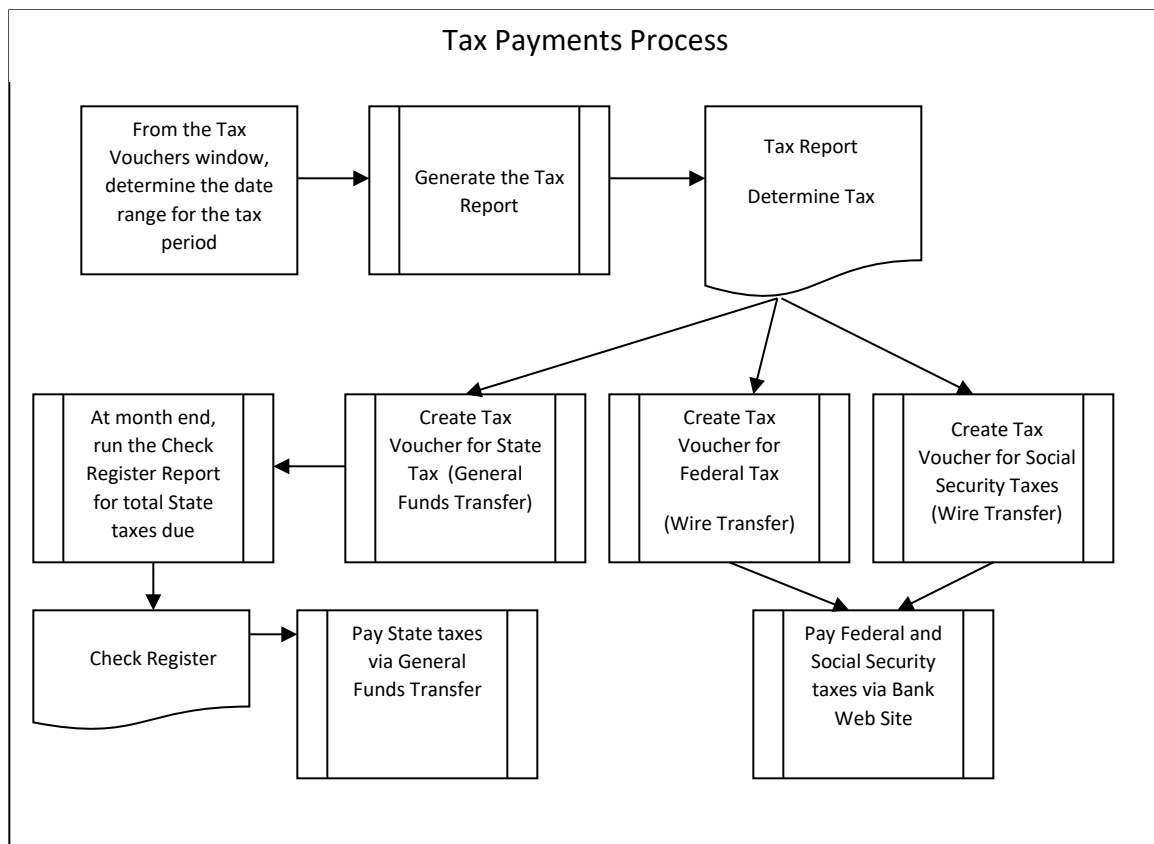 Tax Payments Process
From the Tax
Vouchers window,
determine the date
range for the tax
period
Generate the Tax
Report
Tax Report
Determine Tax
At month end,
run the Check
Register Report
for total State
taxes due
Create Tax
Voucher for State
Tax (General
Funds Transfer)
Create Tax
Voucher for
Federal Tax
(Wire Transfer)
Create Tax
Voucher for Social
Security Taxes
(Wire Transfer)
Check Register
Pay State taxes
via General
Funds Transfer
Pay Federal and
Social Security
taxes via Bank
Web Site